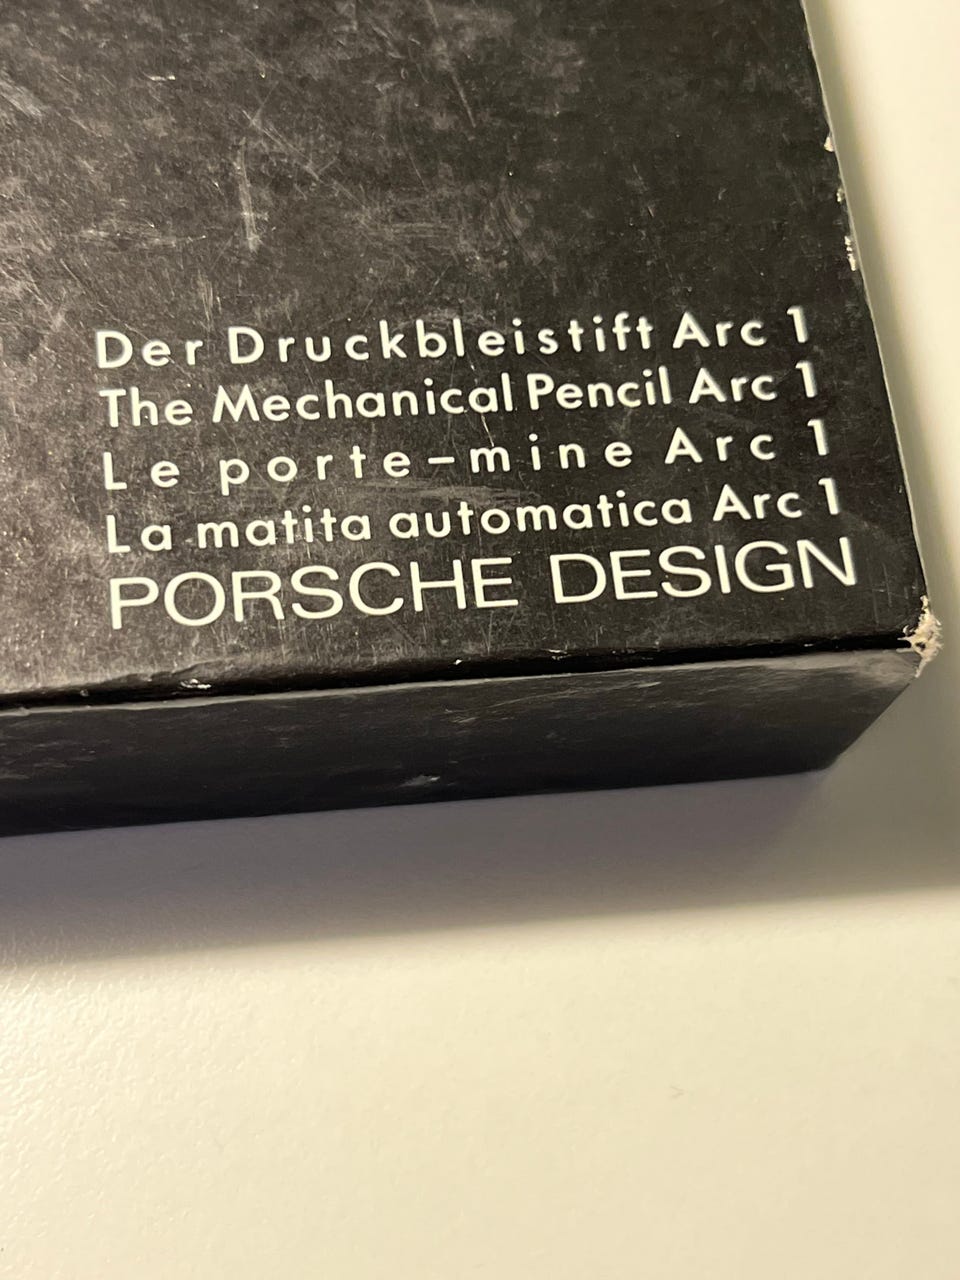 Der Druckbleistift Arc 1
The Mechanical Pencil Arc 1
Le porte-mine Arc 1
La matita automatica Arc 1
PORSCHE DESIGN